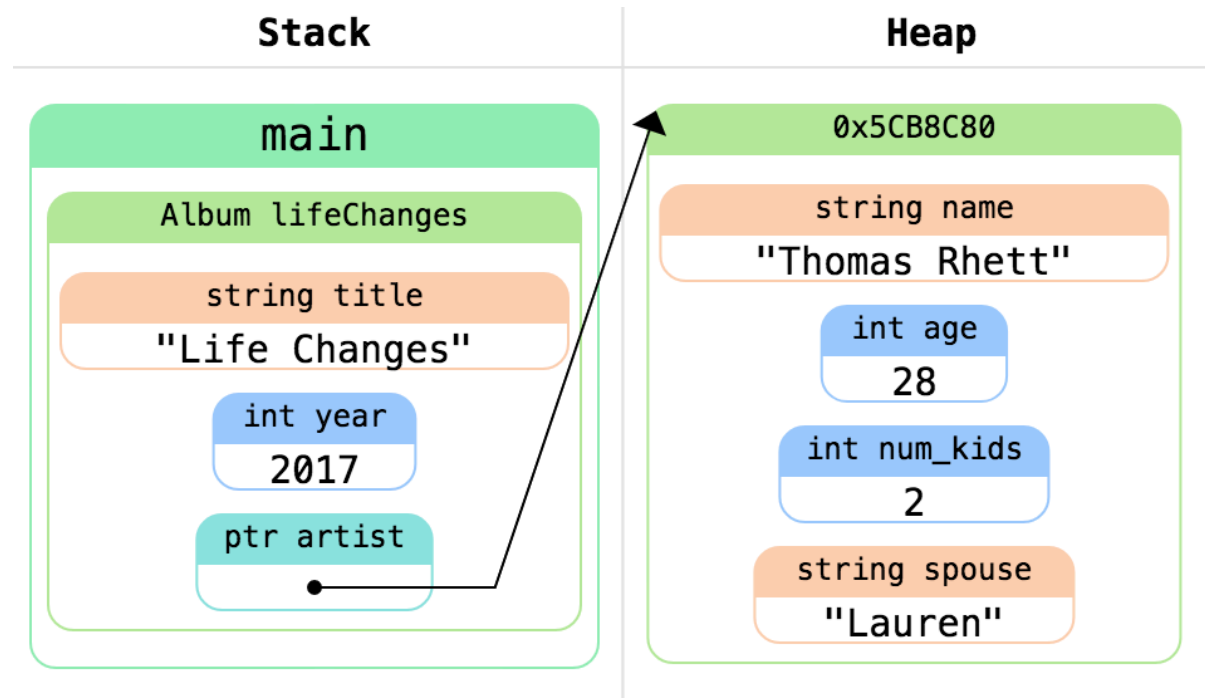 Stack
Heap
main
Album lifeChanges
string title
"Life Changes"
int year
2017
ptr artist
0x5CB8C80
string name
"Thomas Rhett"
int age
28
int num_kids
2
string spouse
"Lauren"